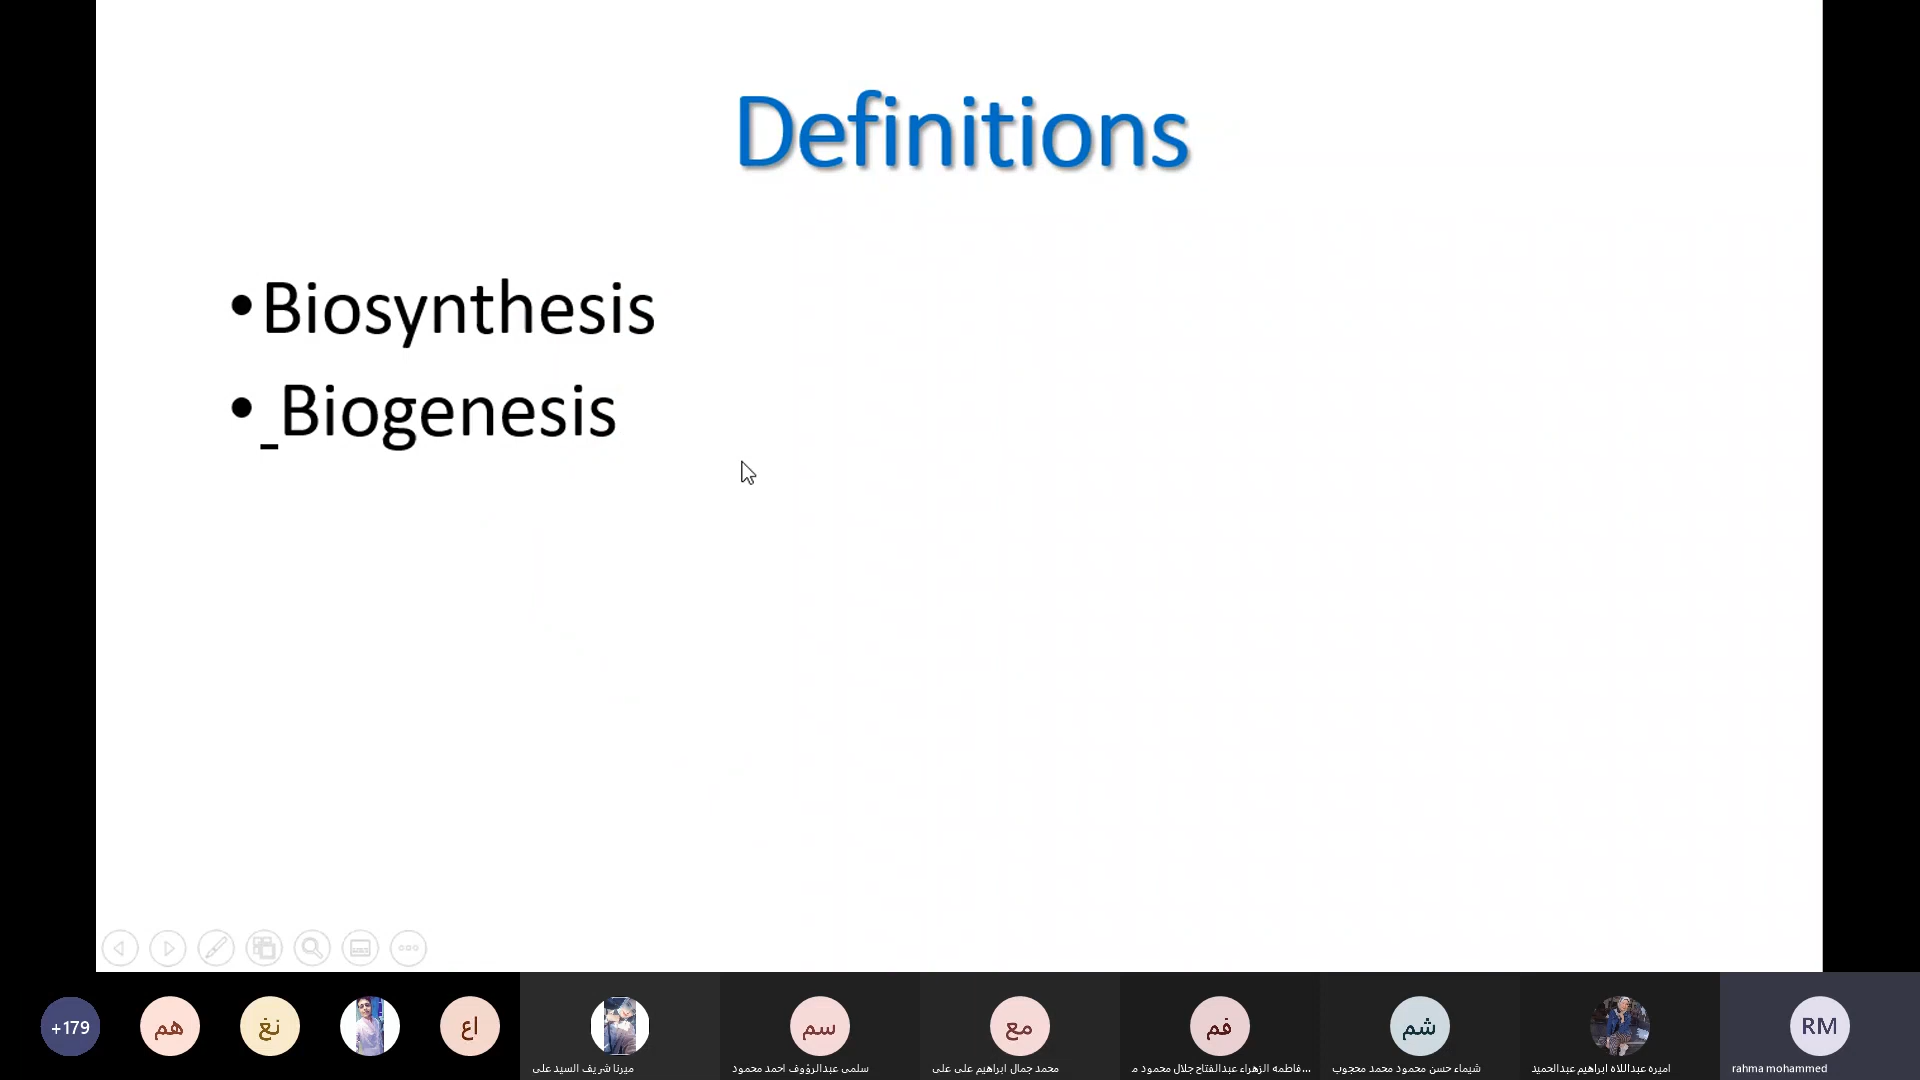 Definitions
•Biosynthesis
• Biogenesis
+179
هم
نغ
اع
سم
مع
فم
شم
RM
ميرنا شريف السيد على
سلمى عبدالرؤوف احمد محمود
محمد جمال ابراهيم على على
فاطمه الزهراء عبدالفتاح جلال محمود م...
شيماء حسن محمود محمد محجوب
اميره عبداللاه ابراهيم عبدالحميد
rahma mohammed